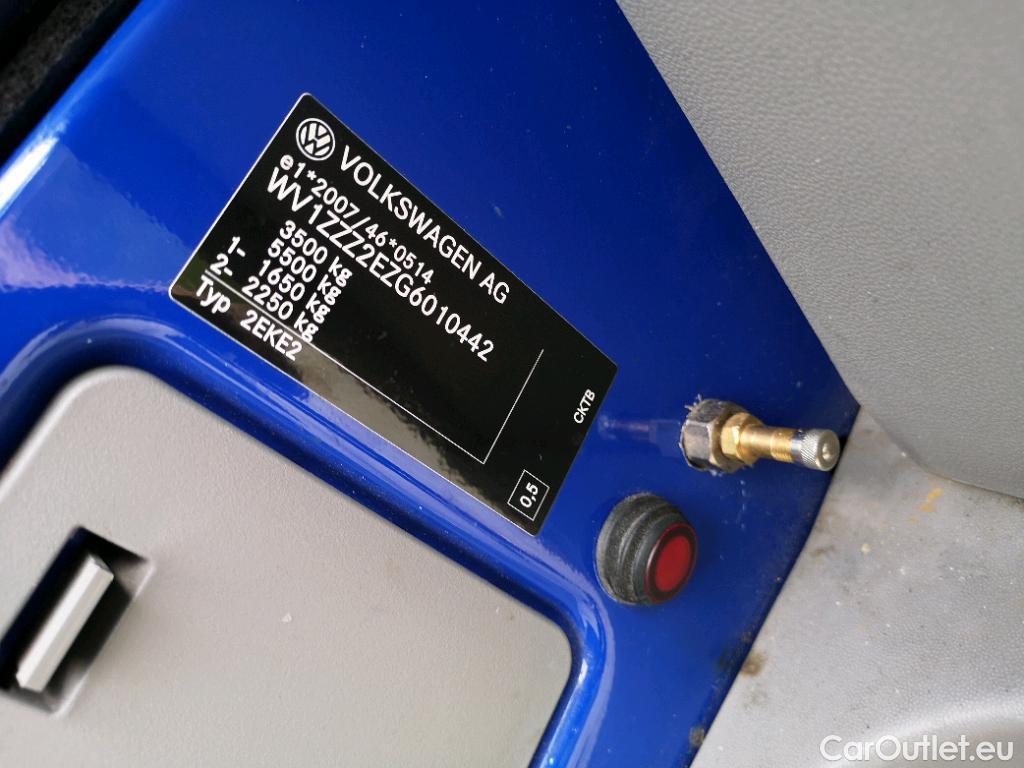 VOLKSWAGEN AG
e1*2007/46*0514
WV1ZZZ2EZG6010442
3500 kg
5500 kg
1- 1650 kg
2- 2250 kg
Typ 2EKE2
CKTB
0,5
CarOutlet.eu